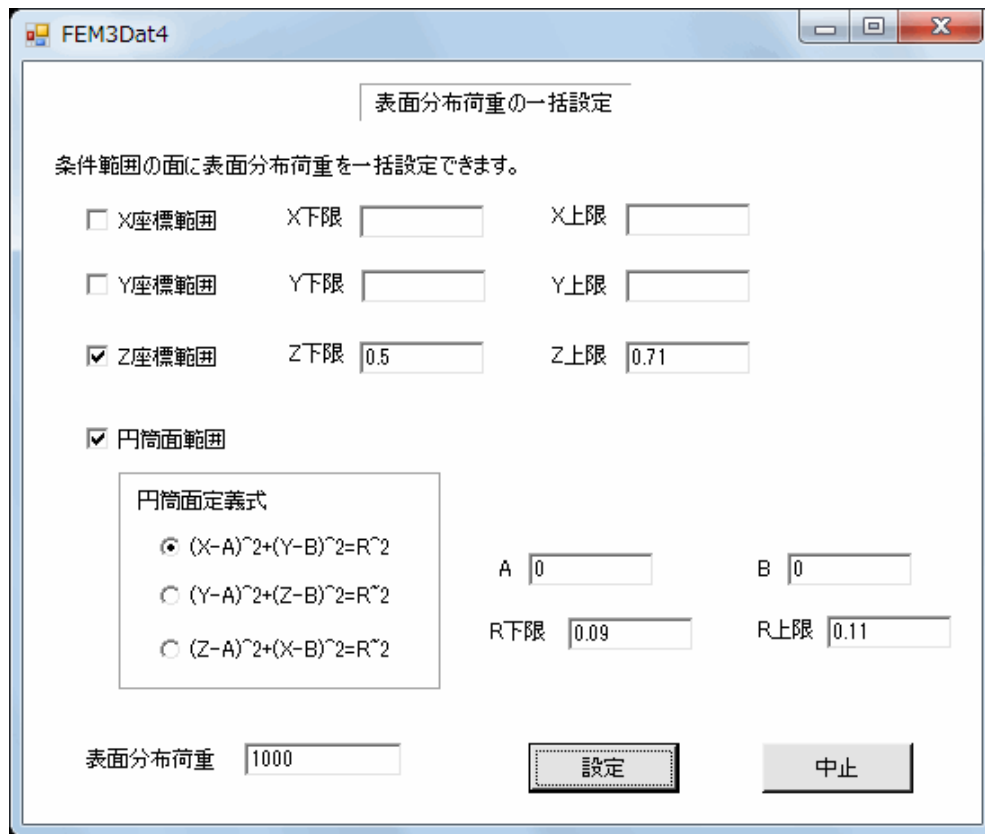 FEM3Dat4
表面分布荷重の一括設定
条件範囲の面に表面分布荷重を一括設定できます。
X座標範囲 X下限 X上限
Y座標範囲 Y下限 Y上限
Z座標範囲 Z下限 0.5 Z上限 0.71
円筒面範囲
円筒面定義式
(X-A)^2+(Y-B)^2=R^2
(Y-A)^2+(Z-B)^2=R^2
(Z-A)^2+(X-B)^2=R^2
A 0 B 0
R下限 0.09 R上限 0.11
表面分布荷重 1000 設定 中止